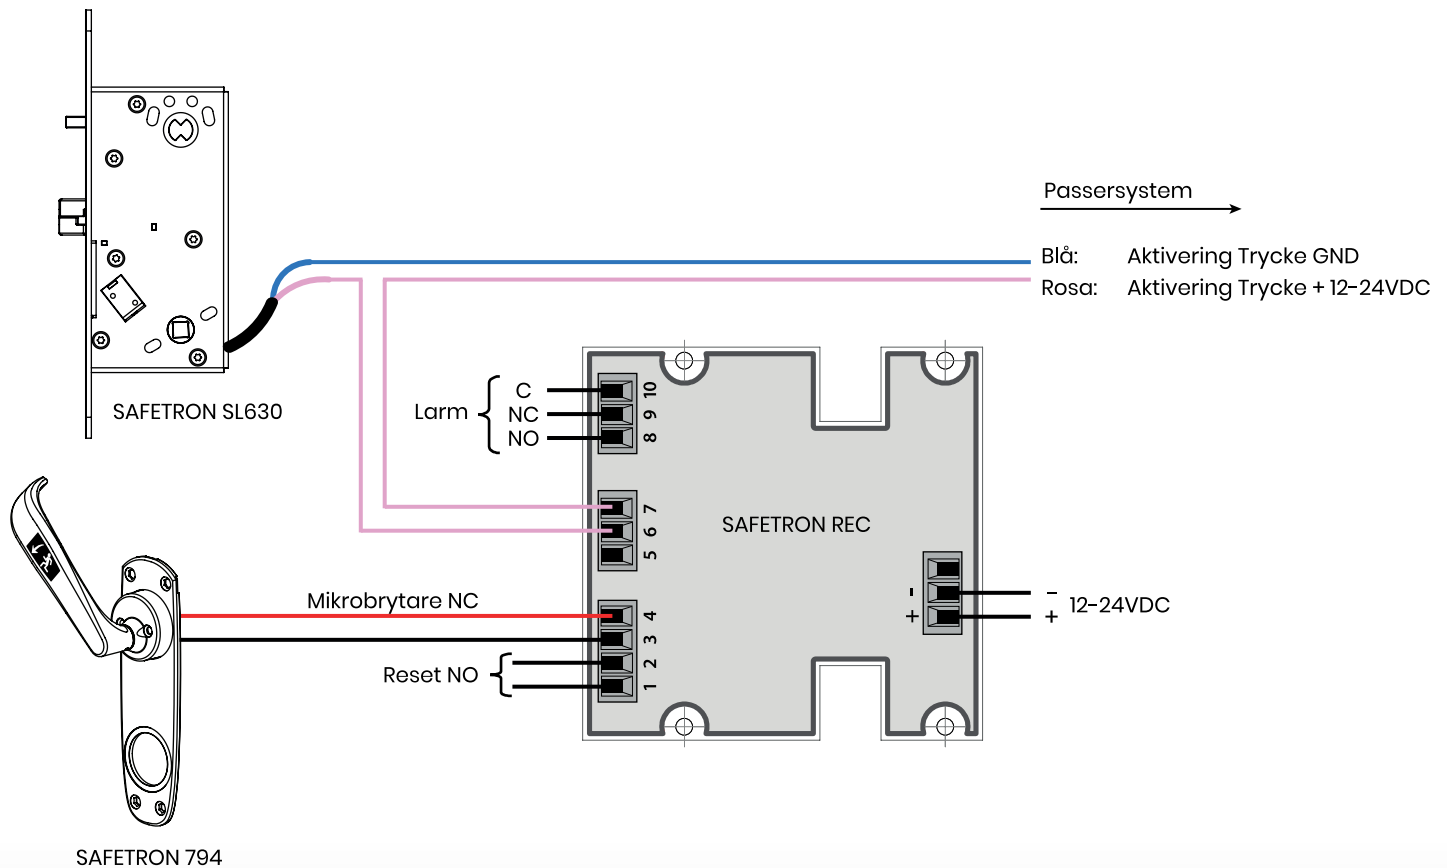 Passersystem
Blå: Aktivering Trycke GND
Rosa: Aktivering Trycke + 12-24VDC
SAFETRON SL630
Larm
C
NC
NO
10
9
8
7
6
5
SAFETRON REC
Mikrobrytare NC
4
3
2
1
Reset NO
- -
+ +
12-24VDC
SAFETRON 794